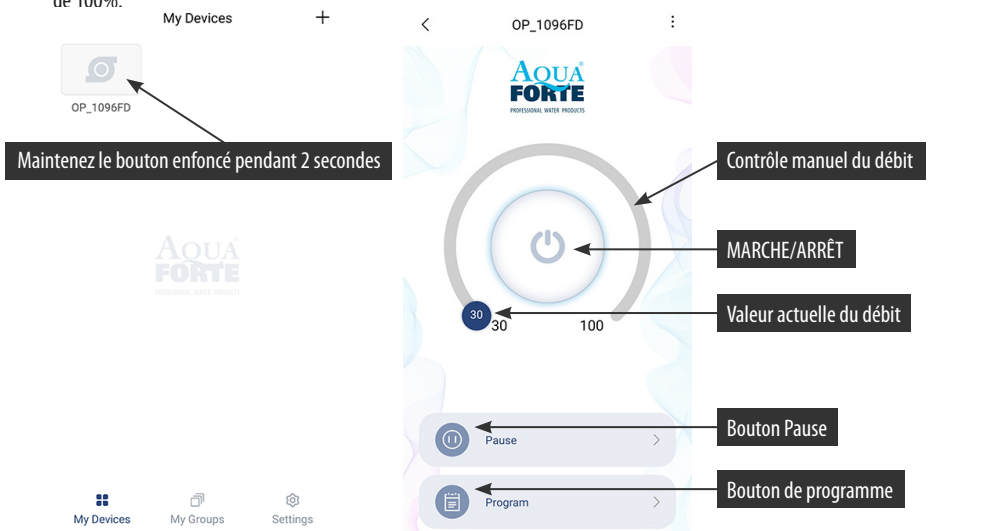 de 100%.
My Devices
+
OP_1096FD
Maintenez le bouton enfoncé pendant 2 secondes
AQUA
FORTE
PROFESSIONAL WATER PRODUCTS
My Devices
My Groups
Settings
OP_1096FD
AQUA
FORTE
PROFESSIONAL WATER PRODUCTS
Contrôle manuel du débit
MARCHE/ARRÊT
Valeur actuelle du débit
30
30
100
Bouton Pause
Pause
Bouton de programme
Program